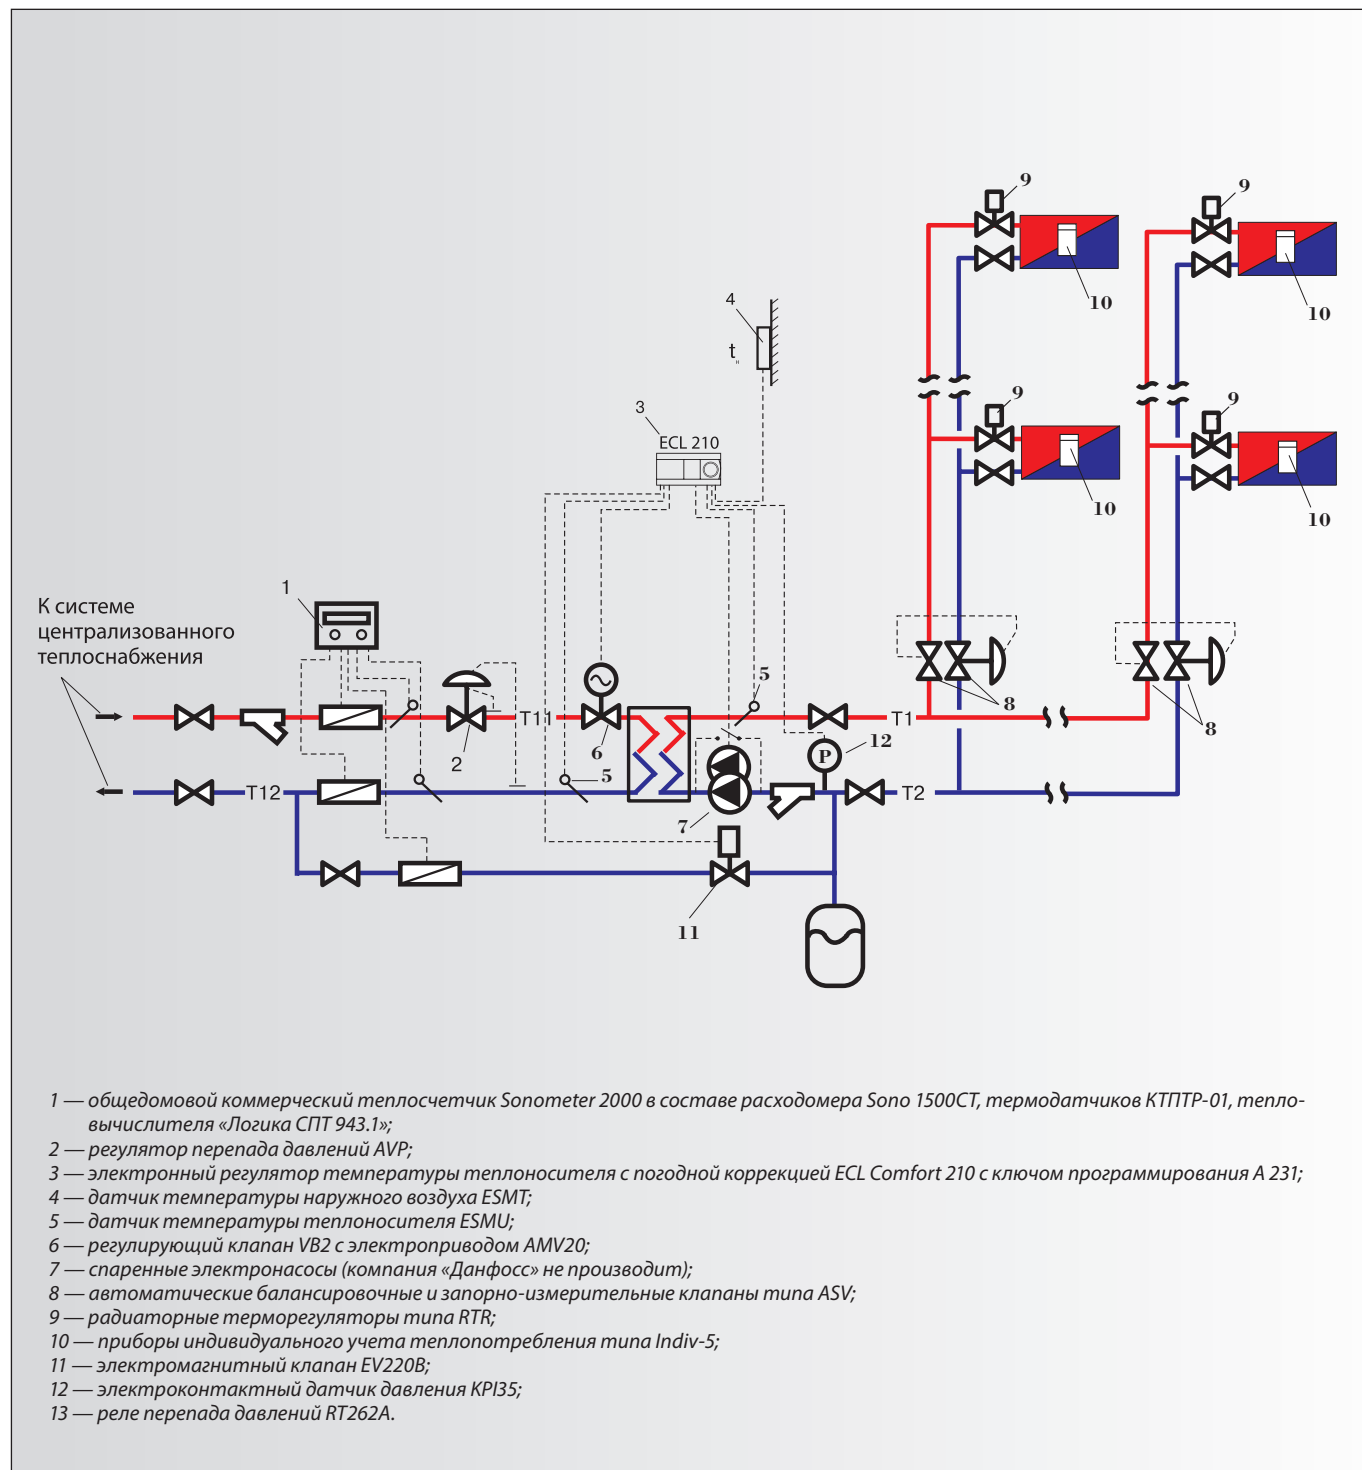 9
9
10
10
4
tн
9
9
3
ECL 210
10
10
1
К системе
централизованного
теплоснабжения
5
8
8
T11
T1
12
P
6
2
5
T12
T2
7
11
1 — общедомовой коммерческий теплосчетчик Sonometer 2000 в составе расходомера Sono 1500CT, термодатчиков КТПТР-01, тепло-
вычислителя «Логика СПТ 943.1»;
2 — регулятор перепада давлений AVP;
3 — электронный регулятор температуры теплоносителя с погодной коррекцией ECL Comfort 210 с ключом программирования А 231;
4 — датчик температуры наружного воздуха ESMT;
5 — датчик температуры теплоносителя ESMU;
6 — регулирующий клапан VB2 с электроприводом AMV20;
7 — спаренные электронасосы (компания «Данфосс» не производит);
8 — автоматические балансировочные и запорно-измерительные клапаны типа ASV;
9 — радиаторные терморегуляторы типа RTR;
10 — приборы индивидуального учета теплопотребления типа Indiv-5;
11 — электромагнитный клапан EV220B;
12 — электроконтактный датчик давления KPI35;
13 — реле перепада давлений RT262A.